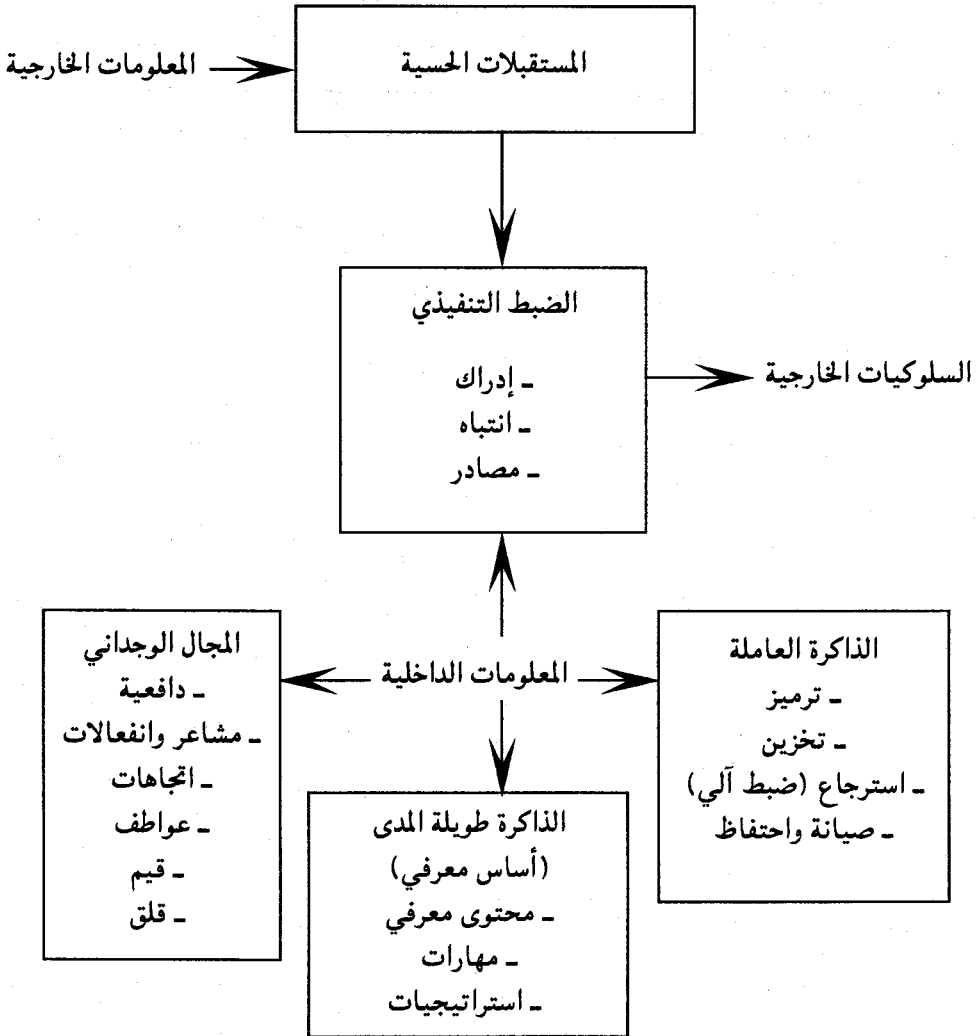 المعلومات الخارجية
المستقبلات الحسية
الضبط التنفيذي
ـ إدراك
ـ انتباه
ـ مصادر
السلوكيات الخارجية
المعلومات الداخلية
الذاكرة العاملة
ـ ترميز
ـ تخزين
ـ استرجاع (ضبط آلي)
ـ صيانة واحتفاظ
الذاكرة طويلة المدى
(أساس معرفي)
ـ محتوى معرفي
ـ مهارات
ـ استراتيجيات
المجال الوجداني
ـ دافعية
ـ مشاعر وانفعالات
ـ اتجاهات
ـ عواطف
ـ قيم
ـ قلق